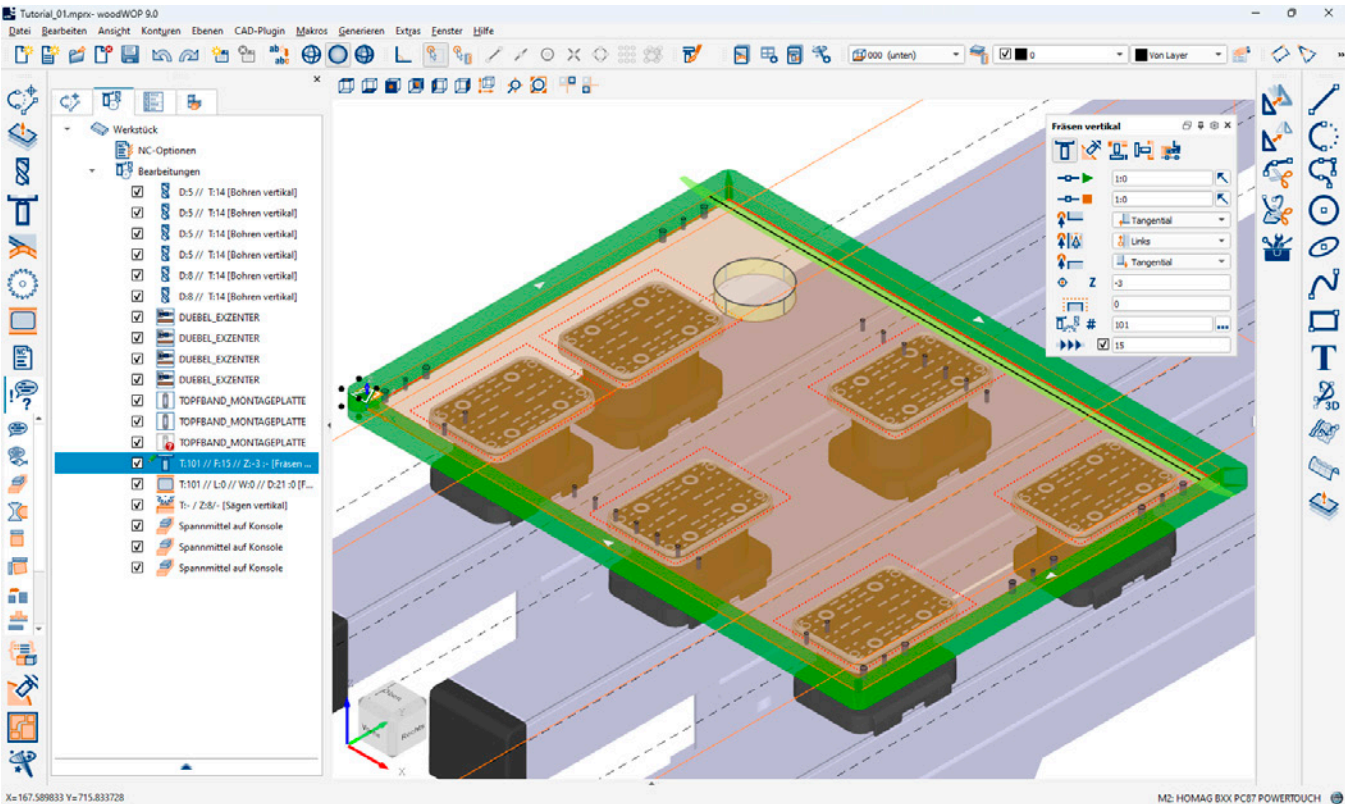 Tutorial_01.mprx- woodWOP 9.0
Datei Bearbeiten Ansicht Konturen Ebenen CAD-Plugin Makros Generieren Extras Fenster Hilfe
000 (unten)
0
Von Layer
Werkstück
NC-Optionen
Bearbeitungen
D:5 // T:14 [Bohren vertikal]
D:5 // T:14 [Bohren vertikal]
D:5 // T:14 [Bohren vertikal]
D:5 // T:14 [Bohren vertikal]
D:8 // T:14 [Bohren vertikal]
D:8 // T:14 [Bohren vertikal]
DUEBEL_EXZENTER
DUEBEL_EXZENTER
DUEBEL_EXZENTER
DUEBEL_EXZENTER
TOPFBAND_MONTAGEPLATTE
TOPFBAND_MONTAGEPLATTE
TOPFBAND_MONTAGEPLATTE
T:101 // F:15 // Z:-3 :- [Fräsen ...
T:101 // L:0 // W:0 // D:21 :0 [F...
T:- / Z:8/- [Sägen vertikal]
Spannmittel auf Konsole
Spannmittel auf Konsole
Spannmittel auf Konsole
Fräsen vertikal
1:0
1:0
Tangential
Links
Tangential
Z -3
0
# 101 ...
15
T
3D
Rechts
X
X=167.589833 Y=715.833728
M2: HOMAG BXX PC87 POWERTOUCH